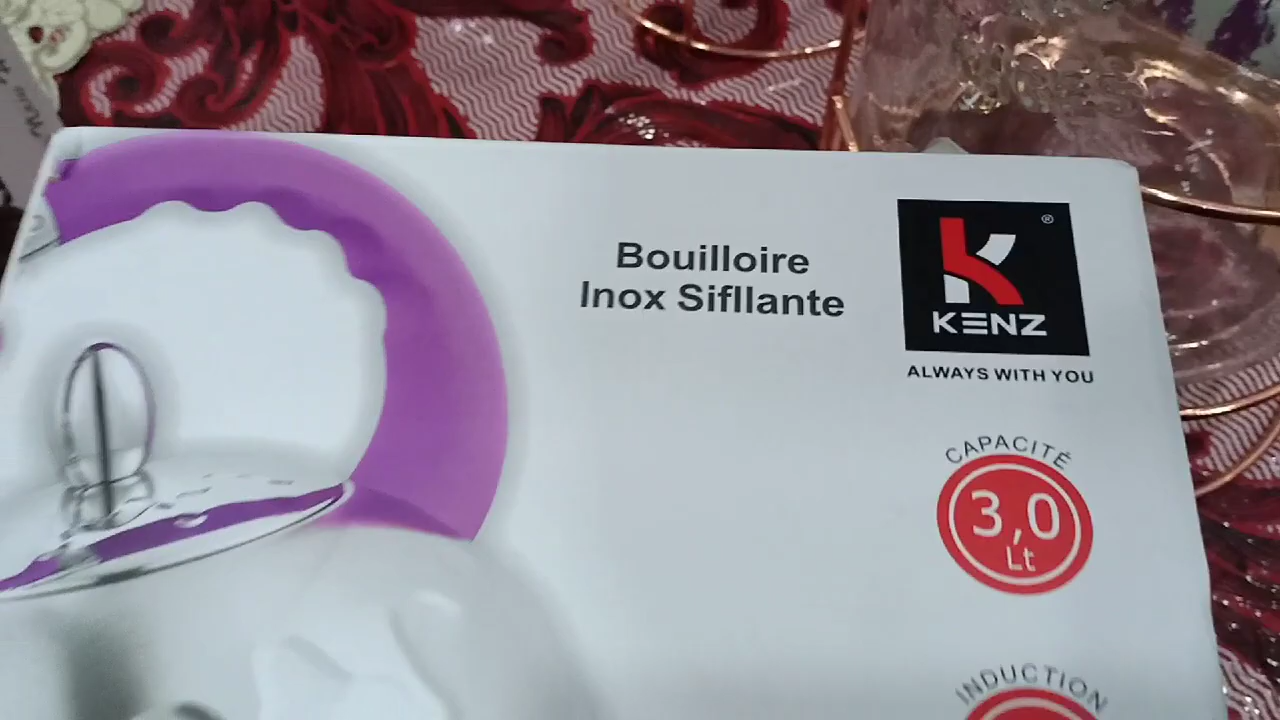 Bouilloire
Inox Sifllante
®
KENZ
ALWAYS WITH YOU
CAPACITÉ
3,0
Lt
INDUCTION